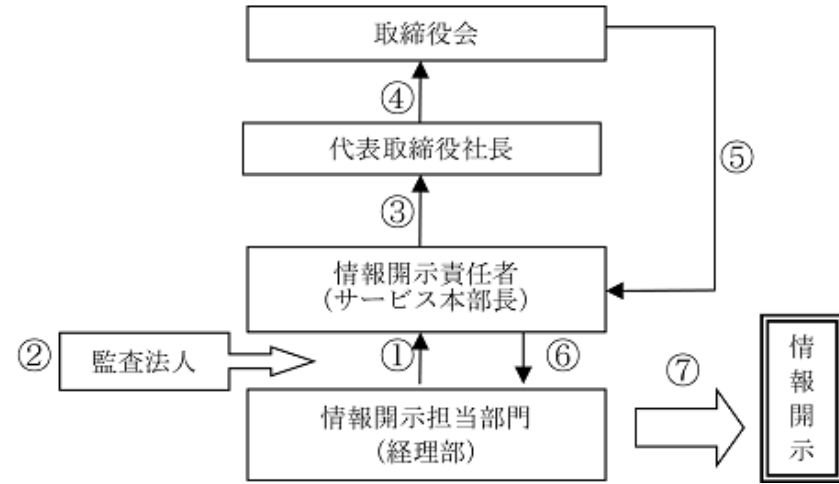 取締役会
④
代表取締役社長
⑤
③
情報開示責任者
(サービス本部長)
②
監査法人
①
⑥
⑦
情報開示担当部門
(経理部)
情報開示